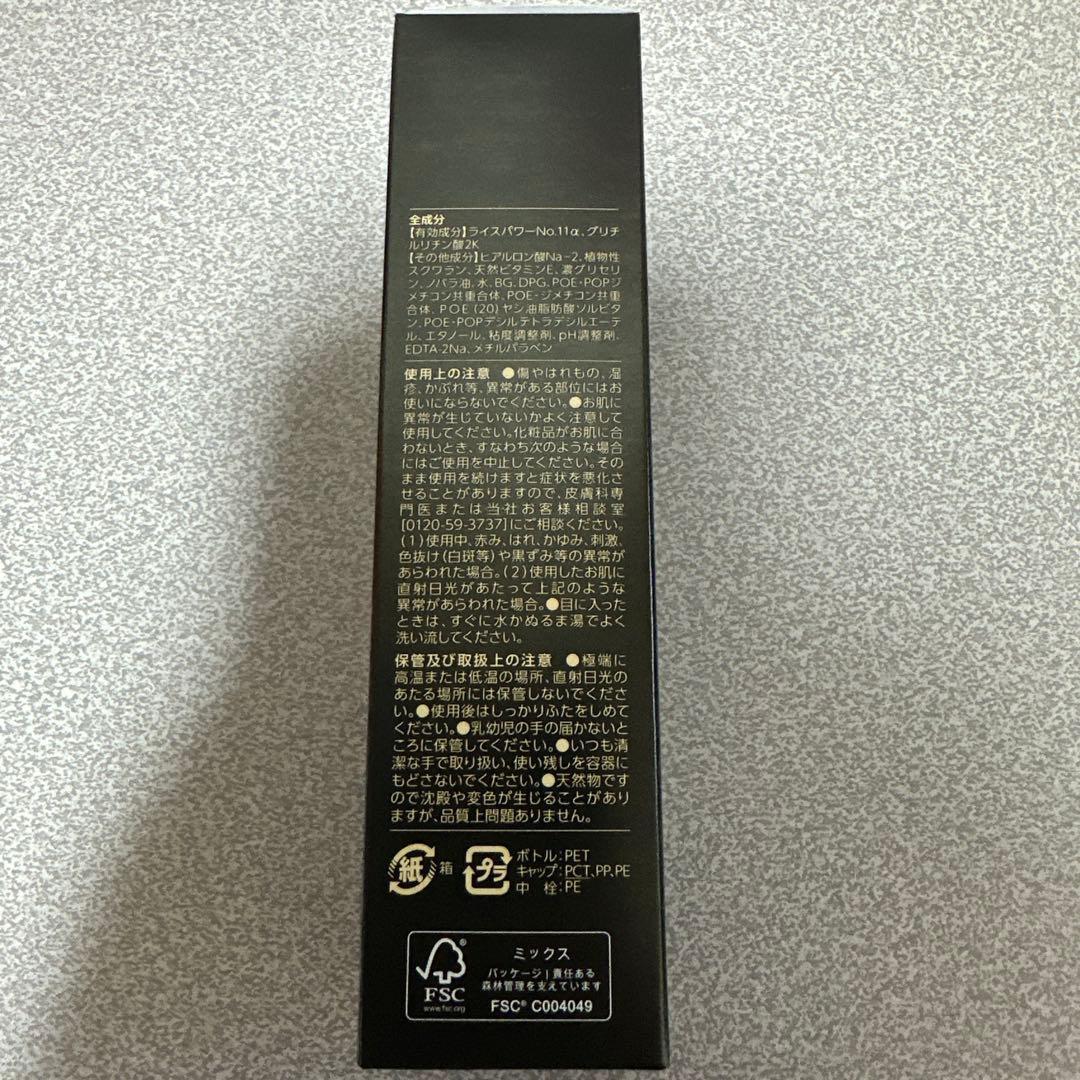 全成分
【有効成分】ライスパワーNo.11α、グリチ
ルリチン酸2K
【その他成分】ヒアルロン酸Na-2、植物性
スクワラン、天然ビタミンE、濃グリセリ
ン、ノバラ油、水、BG、DPG、POE・POPジ
メチコン共重合体、POE・ジメチコン共重
合体、POE(20)ヤシ油脂肪酸ソルビタ
ン、POE・POPデシルテトラデシルエーテ
ル、エタノール、粘度調整剤、pH調整剤、
EDTA-2Na、メチルパラベン
使用上の注意 ●傷やはれもの、湿
疹、かぶれ等、異常がある部位にはお
使いにならないでください。●お肌に
異常が生じていないかよく注意して
使用してください。化粧品がお肌に合
わないとき、すなわち次のような場合
にはご使用を中止してください。その
まま使用を続けますと症状を悪化さ
せることがありますので、皮膚科専
門医または当社お客様相談室
[0120-59-3737]にご相談ください。
(1)使用中、赤み、はれ、かゆみ、刺激、
色抜け(白斑等)や黒ずみ等の異常が
あらわれた場合。(2)使用したお肌に
直射日光があたって上記のような
異常があらわれた場合。●目に入った
ときは、すぐに水かぬるま湯でよく
洗い流してください。
保管及び取扱上の注意 ●極端に
高温または低温の場所、直射日光の
あたる場所には保管しないでくださ
い。●使用後はしっかりふたをしめて
ください。●乳幼児の手の届かないと
ころに保管してください。●いつも清
潔な手で取り扱い、使い残しを容器に
もどさないでください。●天然物です
ので沈殿や変色が生じることがあり
ますが、品質上問題ありません。
紙 箱
プラ ボトル:PET
キャップ:PCT、PP、PE
中 栓:PE
ミックス
パッケージ|責任ある
森林管理を支えています
FSC® C004049
®
FSC
www.fsc.org